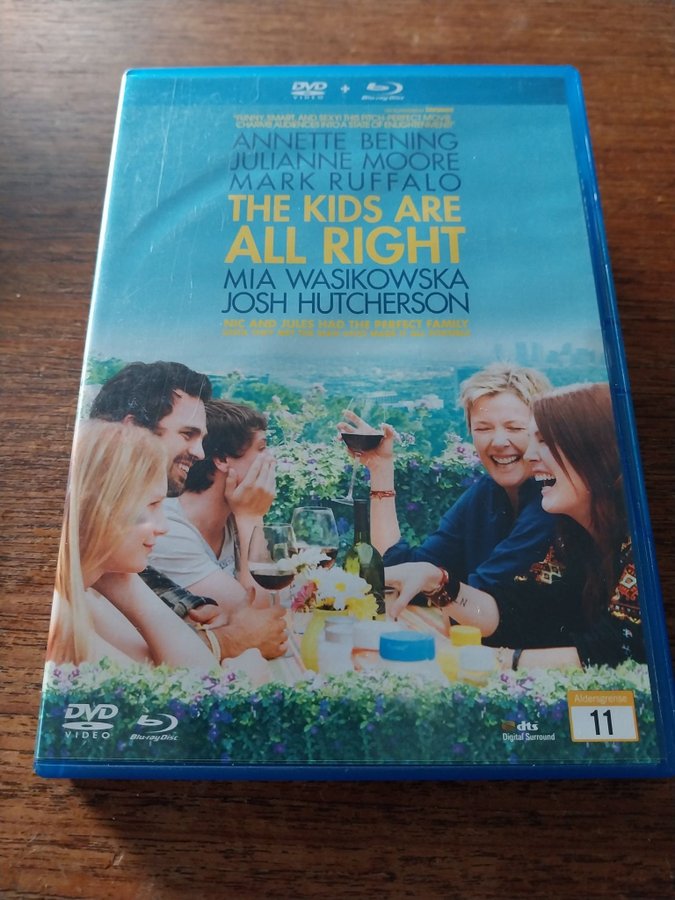 DVD VIDEO + Blu-ray Disc
"FUNNY, SMART, AND SEXY! THIS PITCH-PERFECT MOVIE
CHARMS AUDIENCES INTO A STATE OF ENLIGHTENMENT!"
ANNETTE BENING
JULIANNE MOORE
MARK RUFFALO
THE KIDS ARE
ALL RIGHT
MIA WASIKOWSKA
JOSH HUTCHERSON
NIC AND JULES HAD THE PERFECT FAMILY
DVD
VIDEO
Blu-ray Disc
dts
Digital Surround
Aldersgrense
11